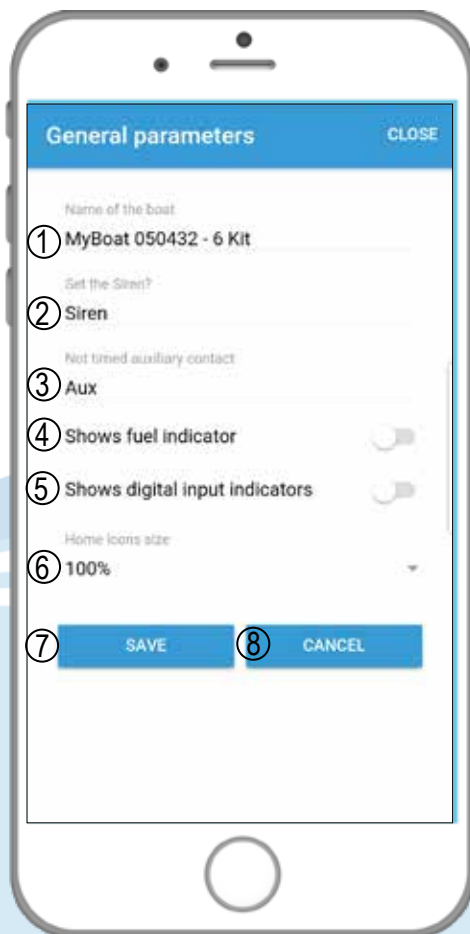 General parameters CLOSE
Name of the boat
① MyBoat 050432 - 6 Kit
Set the Siren?
② Siren
Not timed auxiliary contact
③ Aux
④ Shows fuel indicator
⑤ Shows digital input indicators
Home Icons size
⑥ 100%
⑦ SAVE ⑧ CANCEL